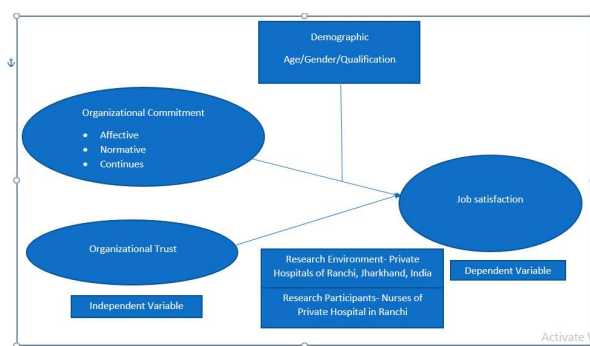 Demographic
Age/Gender/Qualification
Organizational Commitment
• Affective
• Normative
• Continues
Job satisfaction
Organizational Trust
Research Environment- Private
Hospitals of Ranchi, Jharkhand, India
Dependent Variable
Research Participants- Nurses of
Private Hospital in Ranchi
Independent Variable
Activate